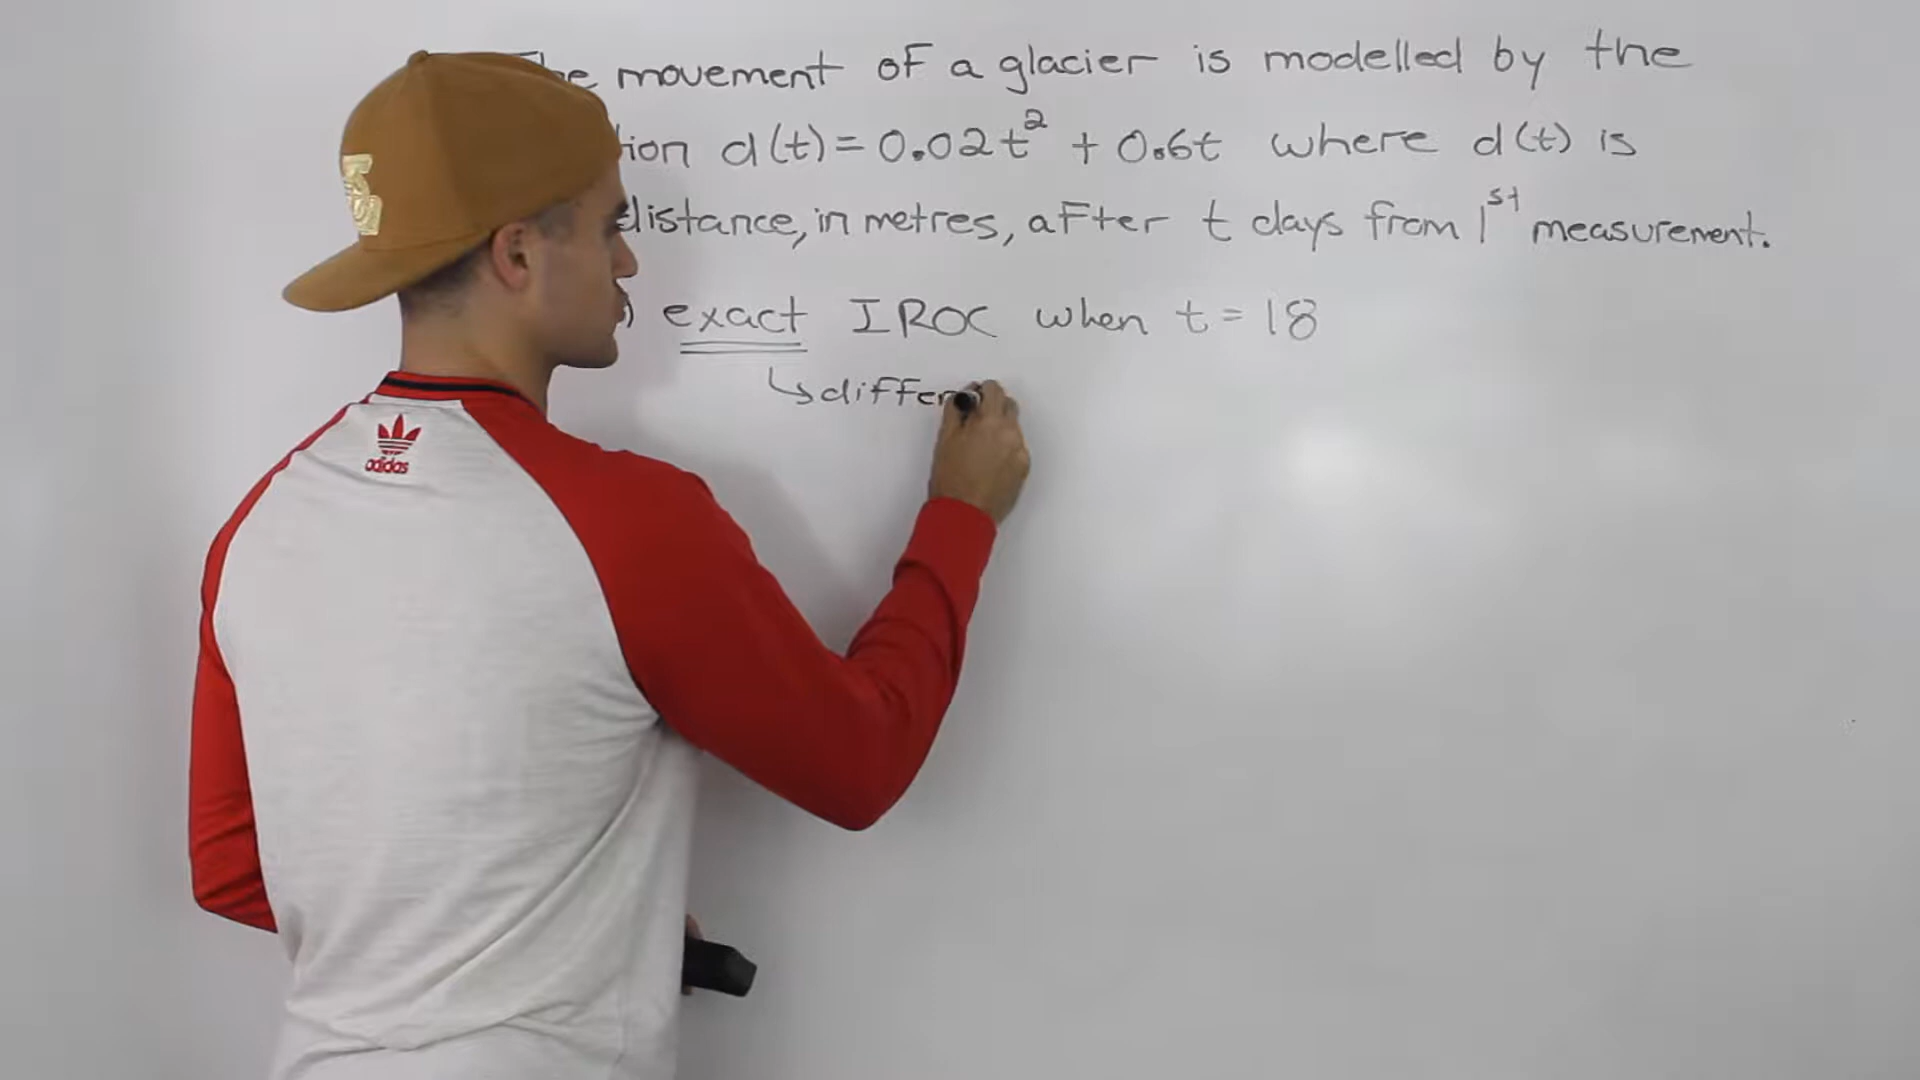 The movement of a glacier is modelled by the
d(t) = 0.02t² + 0.6t where d(t) is
distance, in metres, after t days from 1st measurement.
exact IROC when t = 18
↳ differ
adidas